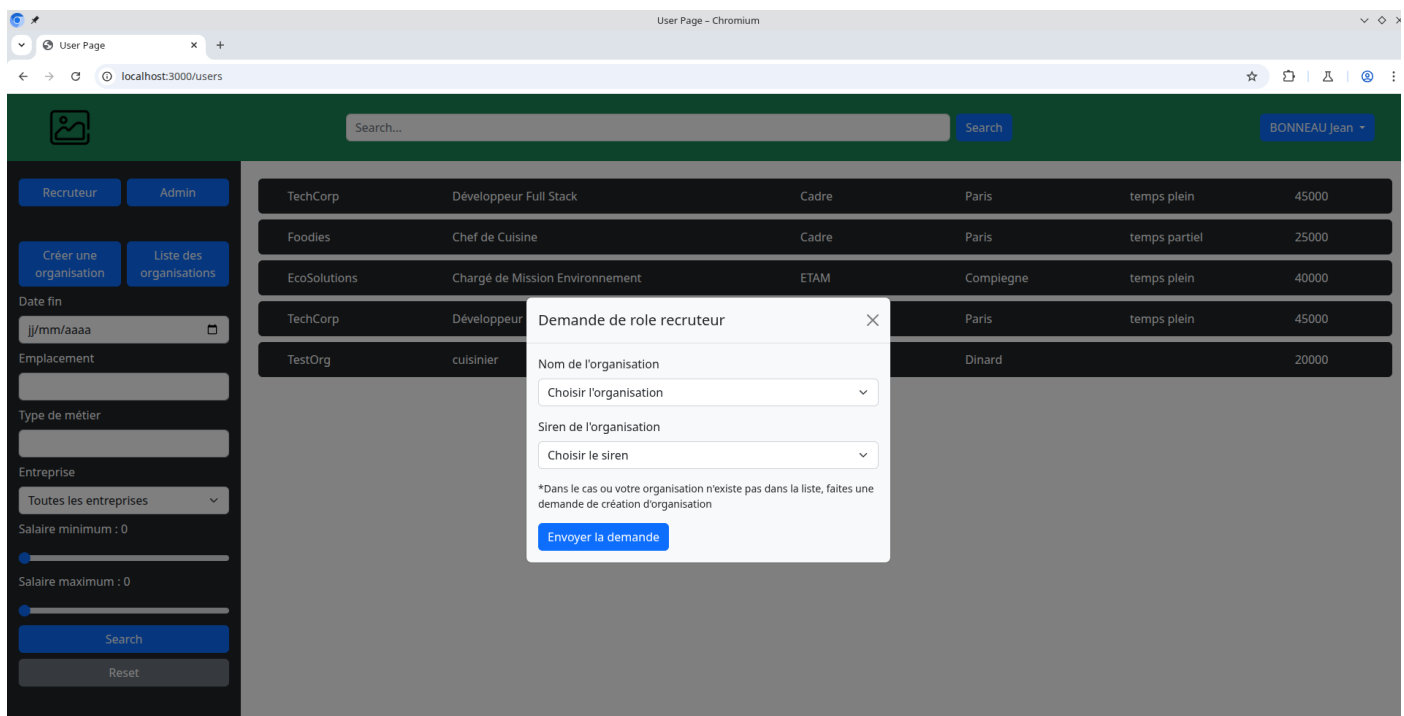 User Page – Chromium
User Page
localhost:3000/users
Search...
Search
BONNEAU Jean
Recruteur
Admin
Créer une
organisation
Liste des
organisations
Date fin
jj/mm/aaaa
Emplacement
Type de métier
Entreprise
Toutes les entreprises
Salaire minimum : 0
Salaire maximum : 0
Search
Reset
TechCorp Développeur Full Stack Cadre Paris temps plein 45000
Foodies Chef de Cuisine Cadre Paris temps partiel 25000
EcoSolutions Chargé de Mission Environnement ETAM Compiegne temps plein 40000
TechCorp Développeur Paris temps plein 45000
TestOrg cuisinier Dinard 20000
Demande de role recruteur
Nom de l'organisation
Choisir l'organisation
Siren de l'organisation
Choisir le siren
*Dans le cas ou votre organisation n'existe pas dans la liste, faites une
demande de création d'organisation
Envoyer la demande